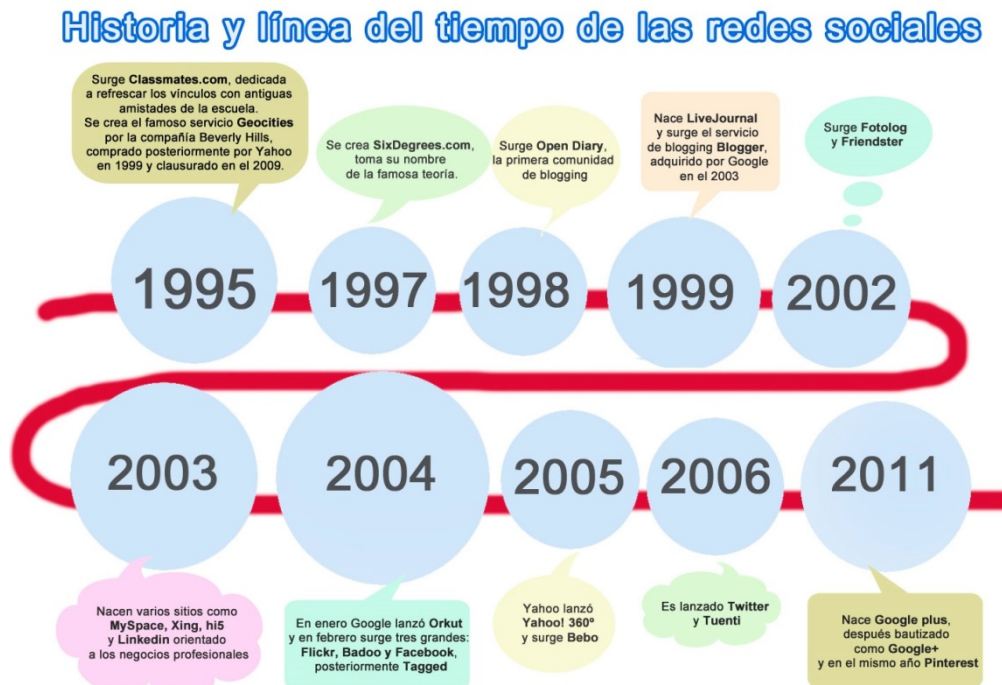 Historia y línea del tiempo de las redes sociales
Surge Classmates.com, dedicada
a refrescar los vínculos con antiguas
amistades de la escuela.
Se crea el famoso servicio Geocities
por la compañía Beverly Hills,
comprado posteriormente por Yahoo
en 1999 y clausurado en el 2009.
Se crea SixDegrees.com,
toma su nombre
de la famosa teoría.
Surge Open Diary,
la primera comunidad
de blogging
Nace LiveJournal
y surge el servicio
de blogging Blogger,
adquirido por Google
en el 2003
Surge Fotolog
y Friendster
1995
1997
1998
1999
2002
2003
2004
2005
2006
2011
Nacen varios sitios como
MySpace, Xing, hi5
y Linkedin orientado
a los negocios profesionales
En enero Google lanzó Orkut
y en febrero surge tres grandes:
Flickr, Badoo y Facebook,
posteriormente Tagged
Yahoo lanzó
Yahoo! 360º
y surge Bebo
Es lanzado Twitter
y Tuenti
Nace Google plus,
después bautizado
como Google+
y en el mismo año Pinterest